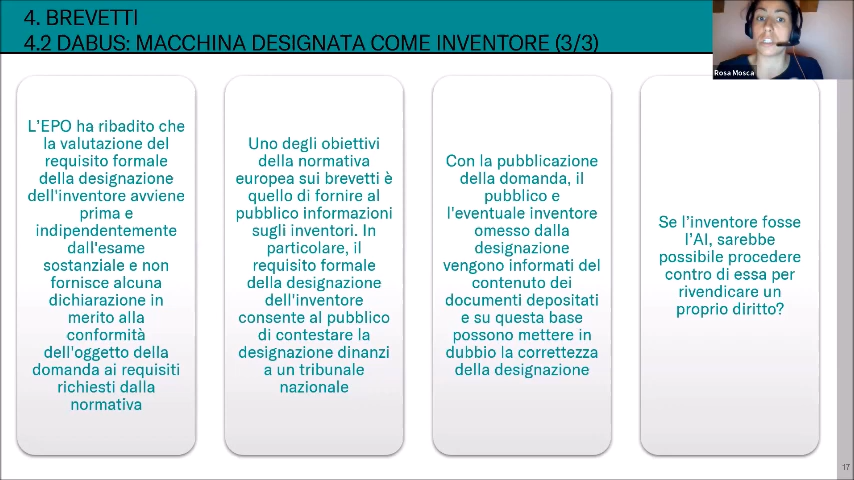 4. BREVETTI
4.2 DABUS: MACCHINA DESIGNATA COME INVENTORE (3/3)
Rosa Mosca
L'EPO ha ribadito che
la valutazione del
requisito formale
della designazione
dell'inventore avviene
prima e
indipendentemente
dall'esame
sostanziale e non
fornisce alcuna
dichiarazione in
merito alla
conformità
dell'oggetto della
domanda ai requisiti
richiesti dalla
normativa
Uno degli obiettivi
della normativa
europea sui brevetti è
quello di fornire al
pubblico informazioni
sugli inventori. In
particolare, il
requisito formale
della designazione
dell'inventore
consente al pubblico
di contestare la
designazione dinanzi
a un tribunale
nazionale
Con la pubblicazione
della domanda, il
pubblico e
l'eventuale inventore
omesso dalla
designazione
vengono informati del
contenuto dei
documenti depositati
e su questa base
possono mettere in
dubbio la correttezza
della designazione
Se l'inventore fosse
l'AI, sarebbe
possibile procedere
contro di essa per
rivendicare un
proprio diritto?
17